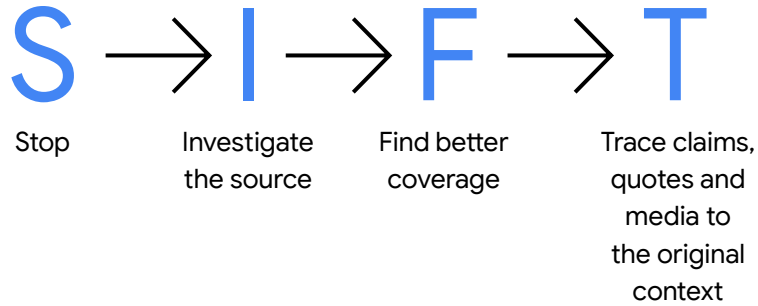 S I F T
Stop
Investigate
the source
Find better
coverage
Trace claims,
quotes and
media to
the original
context